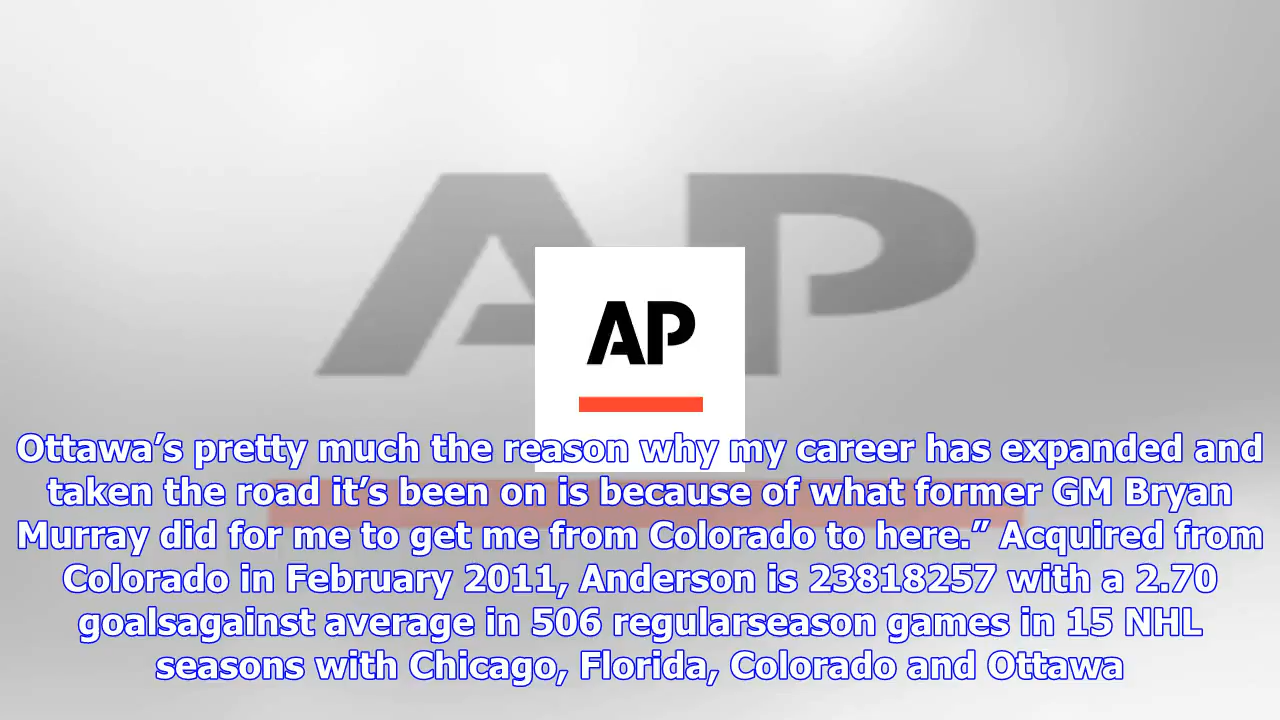 AP
AP
Ottawa’s pretty much the reason why my career has expanded and
taken the road it’s been on is because of what former GM Bryan
Murray did for me to get me from Colorado to here.” Acquired from
Colorado in February 2011, Anderson is 23818257 with a 2.70
goalsagainst average in 506 regularseason games in 15 NHL
seasons with Chicago, Florida, Colorado and Ottawa